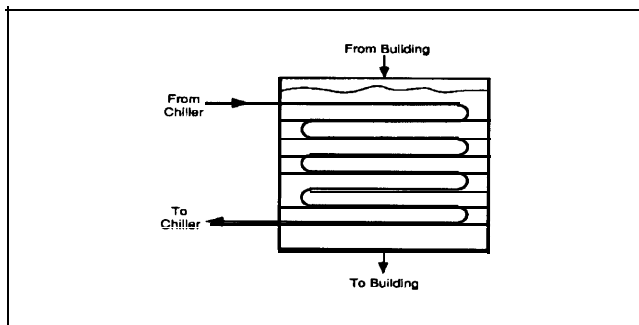 From Building
From
Chiller
To
Chiller
To Building